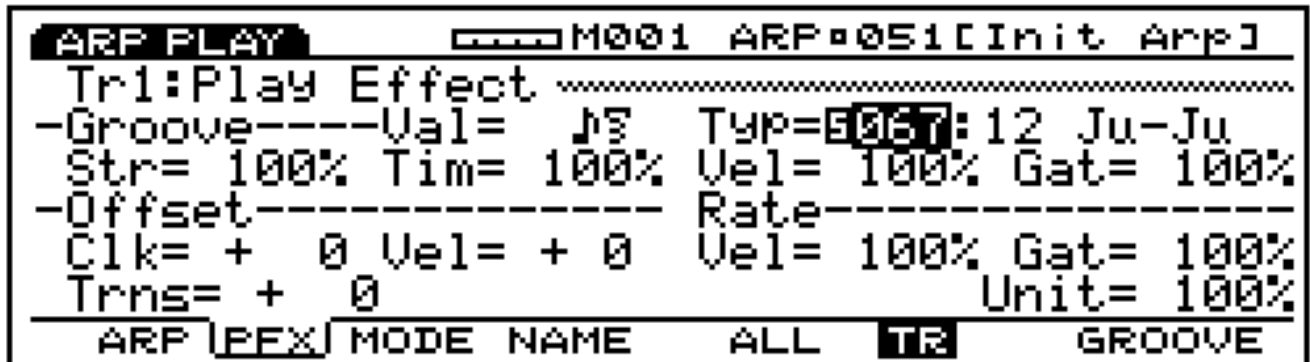 ARP PLAY M001 ARP:051[Init Arp]
Tr1:Play Effect
-Groove----Val= ♪ Typ=S067:12 Ju-Ju
Str= 100% Tim= 100% Vel= 100% Gat= 100%
-Offset------------- Rate----------------
Clk= + 0 Vel= + 0 Vel= 100% Gat= 100%
Trns= + 0 Unit= 100%
ARP PFX MODE NAME ALL TR GROOVE